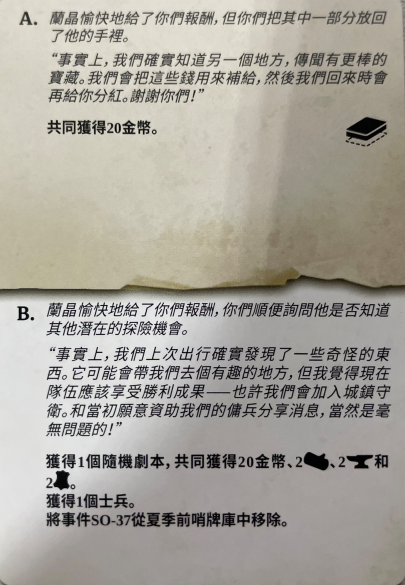 A. 蘭晶愉快地給了你們報酬，但你們把其中一部分放回
了他的手裡。
“事實上，我們確實知道另一個地方，傳聞有更棒的
寶藏。我們會把這些錢用來補給，然後我們回來時會
再給你分紅。謝謝你們！”
共同獲得20金幣。
B. 蘭晶愉快地給了你們報酬，你們順便詢問他是否知道
其他潛在的探險機會。
“事實上，我們上次出行確實發現了一些奇怪的東
西。它可能會帶我們去個有趣的地方，但我覺得現在
隊伍應該享受勝利成果——也許我們會加入城鎮守
衛。和當初願意資助我們的傭兵分享消息，當然是毫
無問題的！”
獲得1個隨機劇本，共同獲得20金幣、2、2和
2。
獲得1個士兵。
將事件SO-37從夏季前哨牌庫中移除。